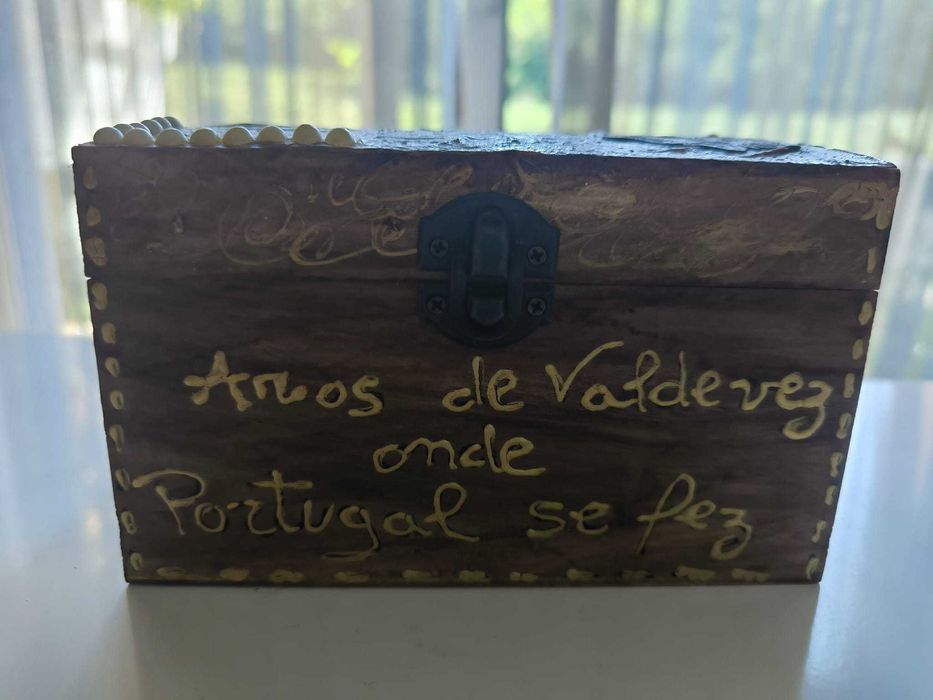 Arcos de Valdevez
onde
Portugal se fez